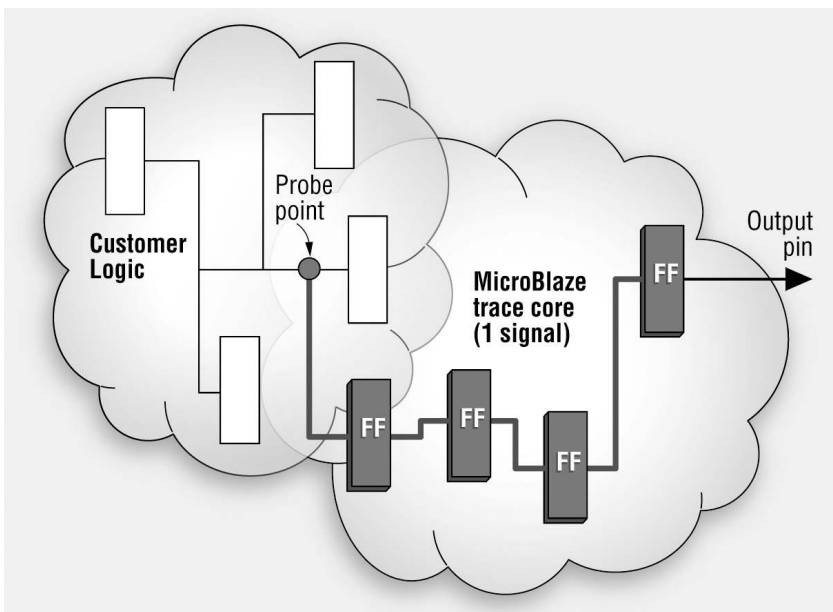 Probe
point
Customer
Logic
Output
pin
MicroBlaze
trace core
(1 signal)
FF
FF
FF
FF